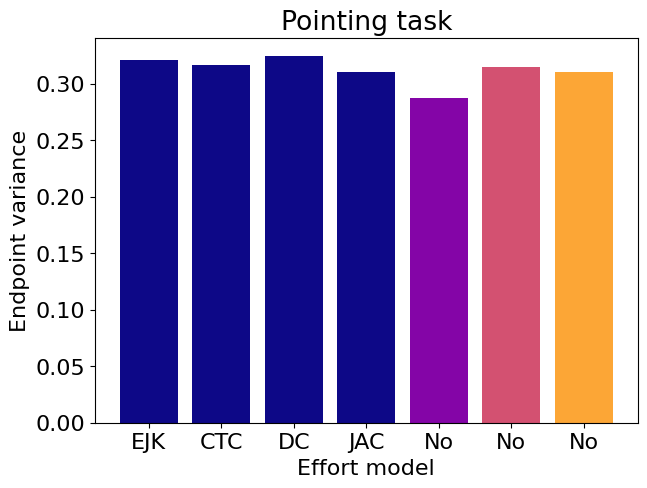 Pointing task
Endpoint variance
0.30
0.25
0.20
0.15
0.10
0.05
0.00
EJK CTC DC JAC No No No
Effort model